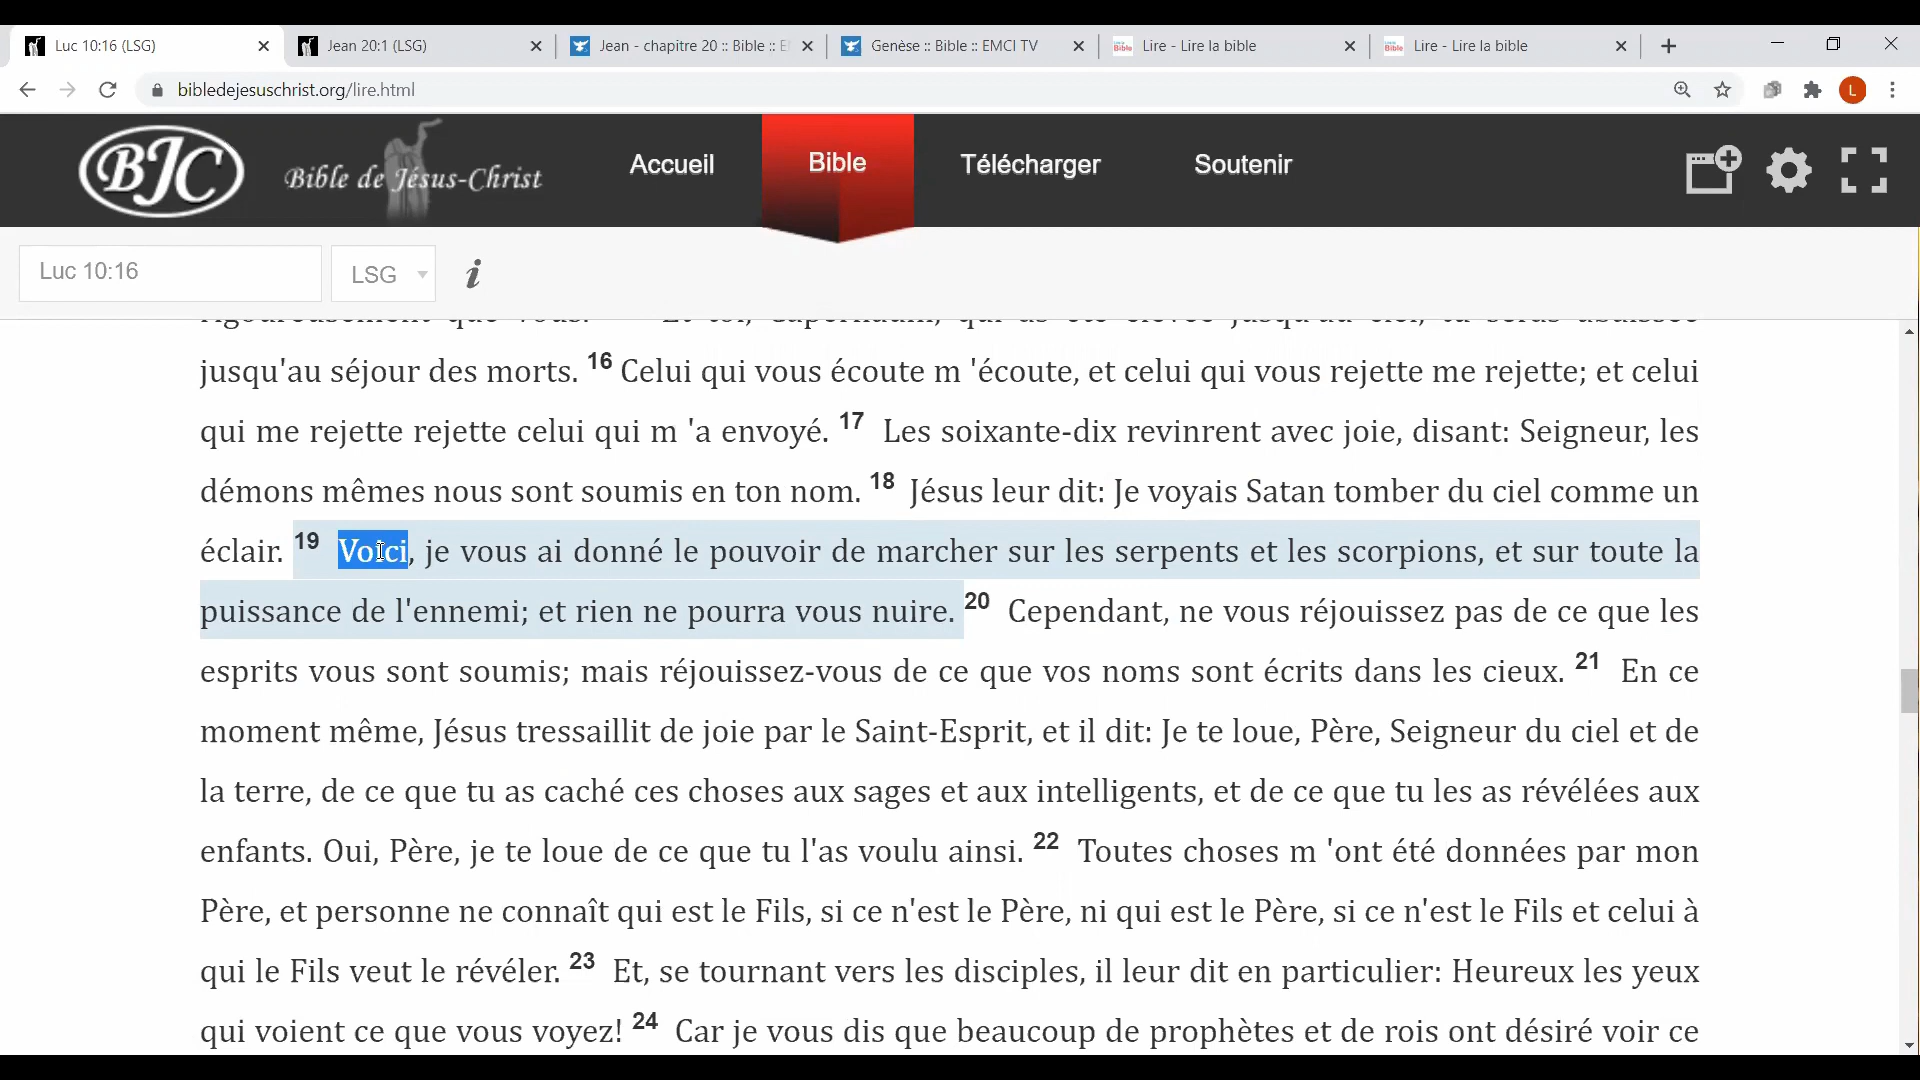 Luc 10:16 (LSG)
Jean 20:1 (LSG)
Jean - chapitre 20 :: Bible ::
Genèse :: Bible :: EMCI TV
Lire - Lire la bible
Lire - Lire la bible
bibledejesuschrist.org/lire.html
L
BJC
Bible de Jésus-Christ
Accueil
Bible
Télécharger
Soutenir
Luc 10:16
LSG
i
jusqu'au séjour des morts. 16 Celui qui vous écoute m 'écoute, et celui qui vous rejette me rejette; et celui
qui me rejette rejette celui qui m 'a envoyé. 17 Les soixante-dix revinrent avec joie, disant: Seigneur, les
démons mêmes nous sont soumis en ton nom. 18 Jésus leur dit: Je voyais Satan tomber du ciel comme un
éclair. 19 Voici, je vous ai donné le pouvoir de marcher sur les serpents et les scorpions, et sur toute la
puissance de l'ennemi; et rien ne pourra vous nuire. 20 Cependant, ne vous réjouissez pas de ce que les
esprits vous sont soumis; mais réjouissez-vous de ce que vos noms sont écrits dans les cieux. 21 En ce
moment même, Jésus tressaillit de joie par le Saint-Esprit, et il dit: Je te loue, Père, Seigneur du ciel et de
la terre, de ce que tu as caché ces choses aux sages et aux intelligents, et de ce que tu les as révélées aux
enfants. Oui, Père, je te loue de ce que tu l'as voulu ainsi. 22 Toutes choses m 'ont été données par mon
Père, et personne ne connaît qui est le Fils, si ce n'est le Père, ni qui est le Père, si ce n'est le Fils et celui à
qui le Fils veut le révéler. 23 Et, se tournant vers les disciples, il leur dit en particulier: Heureux les yeux
qui voient ce que vous voyez! 24 Car je vous dis que beaucoup de prophètes et de rois ont désiré voir ce